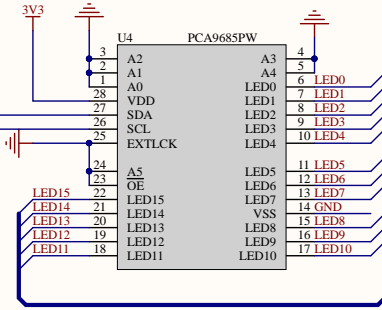 3V3
U4 PCA9685PW
3 A2 A3 4
2 A1 A4 5
1 A0 LED0 6 LED0
28 VDD LED1 7 LED1
27 SDA LED2 8 LED2
26 SCL LED3 9 LED3
25 EXTLCK LED4 10 LED4
24 A5 LED5 11 LED5
23 OE LED6 12 LED6
LED15 22 LED15 LED7 13 LED7
LED14 21 LED14 VSS 14 GND
LED13 20 LED13 LED8 15 LED8
LED12 19 LED12 LED9 16 LED9
LED11 18 LED11 LED10 17 LED10